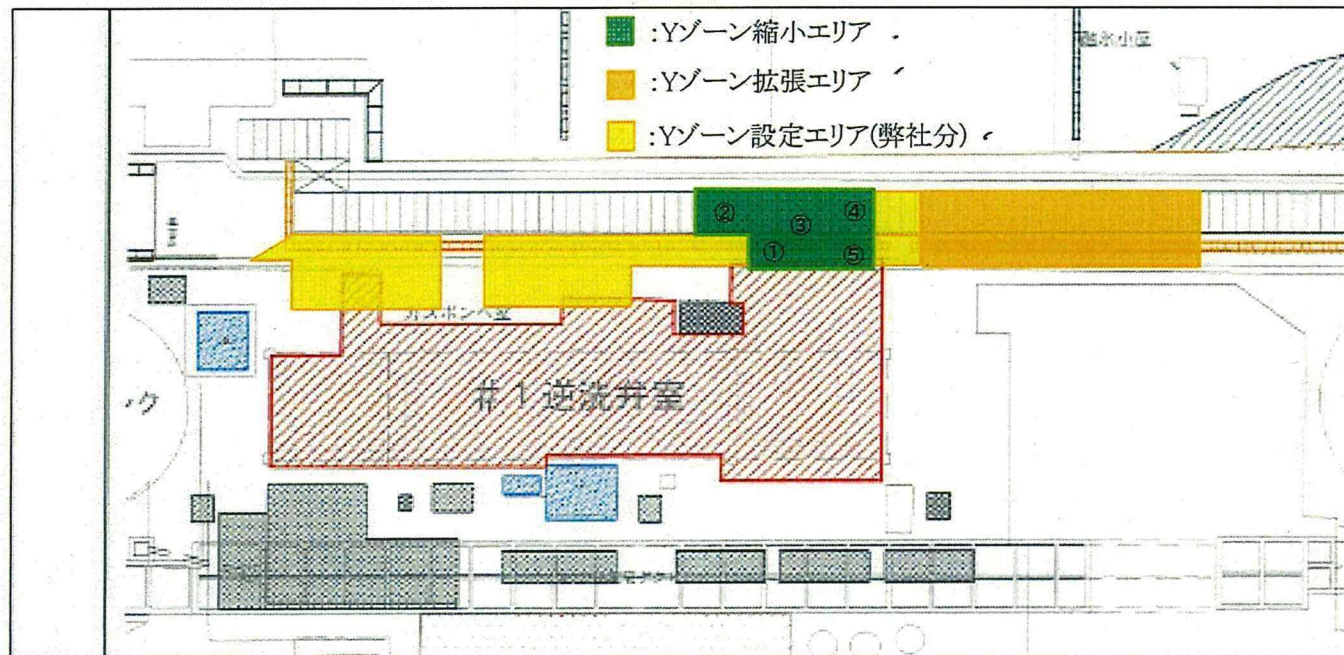 :Yゾーン縮小エリア
:Yゾーン拡張エリア
:Yゾーン設定エリア(弊社分)
② ③ ④
① ⑤
ガスボンベ室
#1逆洗弁室
ク